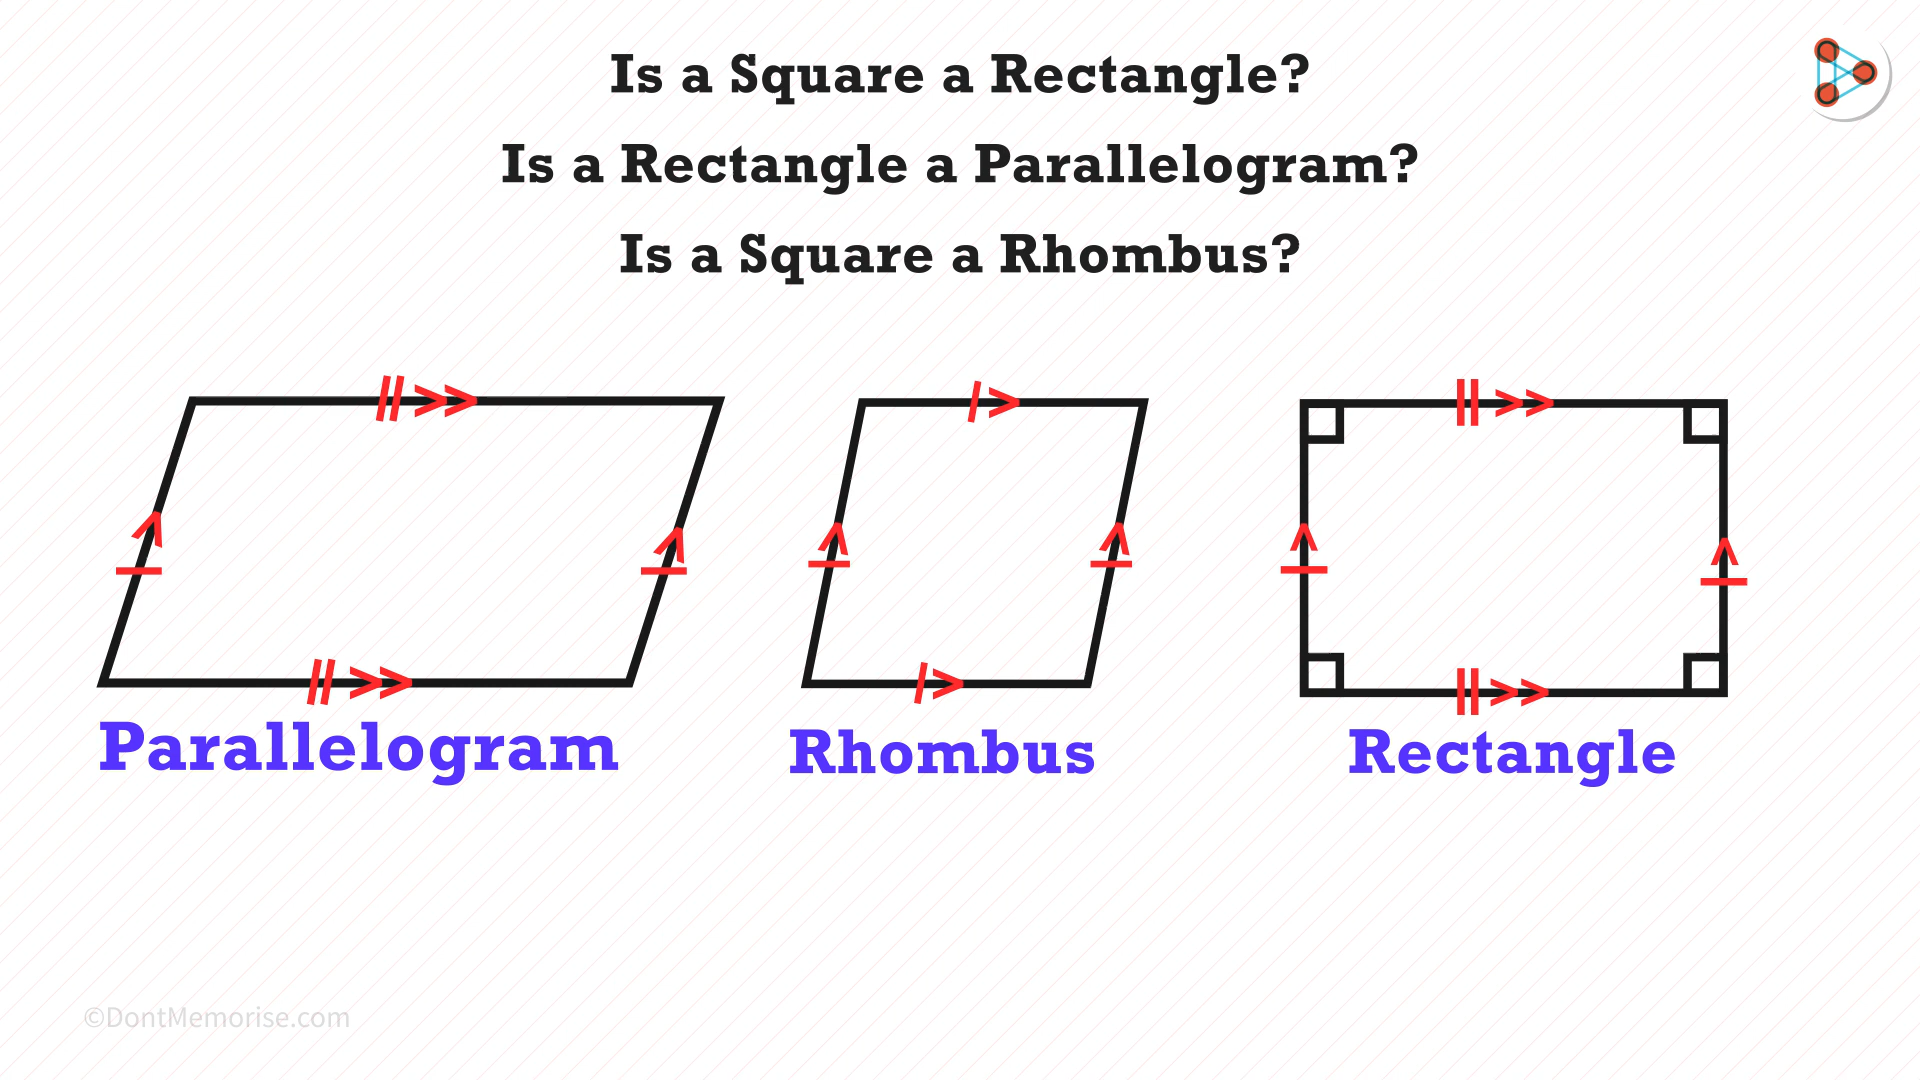 Is a Square a Rectangle?
Is a Rectangle a Parallelogram?
Is a Square a Rhombus?
Parallelogram
Rhombus
Rectangle
©DontMemorise.com